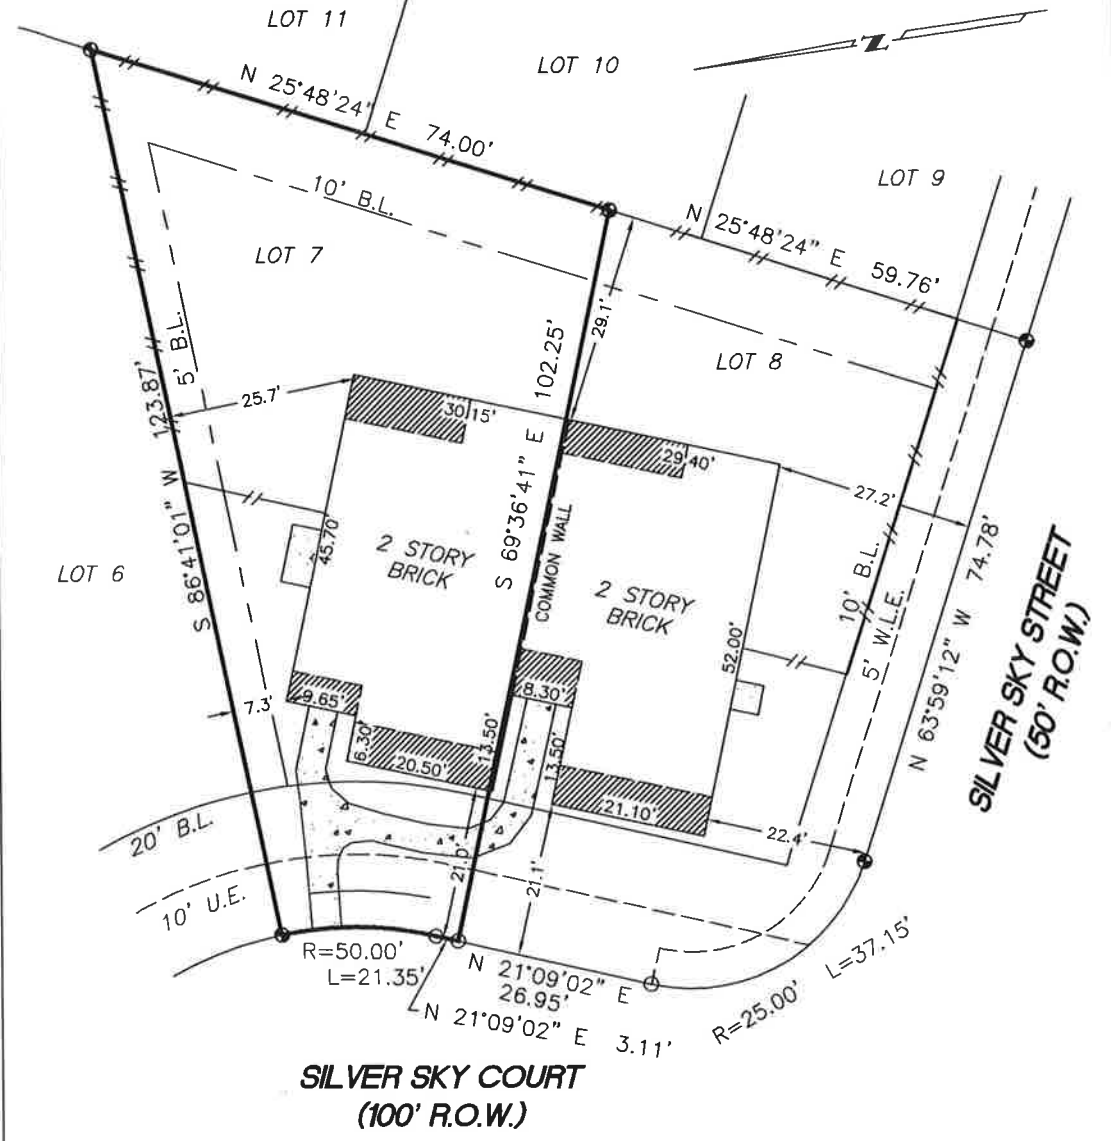 LOT 11
LOT 10
Z
N 25°48'24" E 74.00'
LOT 9
N 25°48'24" E 59.76'
10' B.L.
LOT 7
29.1'
LOT 8
5' B.L.
S 86°41'01" W 123.87'
25.7'
30.15'
S 69°36'41" E 102.25'
29.40'
27.2'
45.70'
2 STORY
BRICK
COMMON WALL
2 STORY
BRICK
52.00'
10' B.L.
5' W.L.E.
N 63°59'12" W 74.78'
SILVER SKY STREET
(50' R.O.W.)
LOT 6
7.3'
9.65'
6.30'
20.50'
13.50'
8.30'
13.50'
21.10'
22.4'
20' B.L.
10' U.E.
21.0'
21.1'
R=50.00'
L=21.35'
N 21°09'02" E
26.95'
N 21°09'02" E 3.11'
R=25.00' L=37.15'
SILVER SKY COURT
(100' R.O.W.)